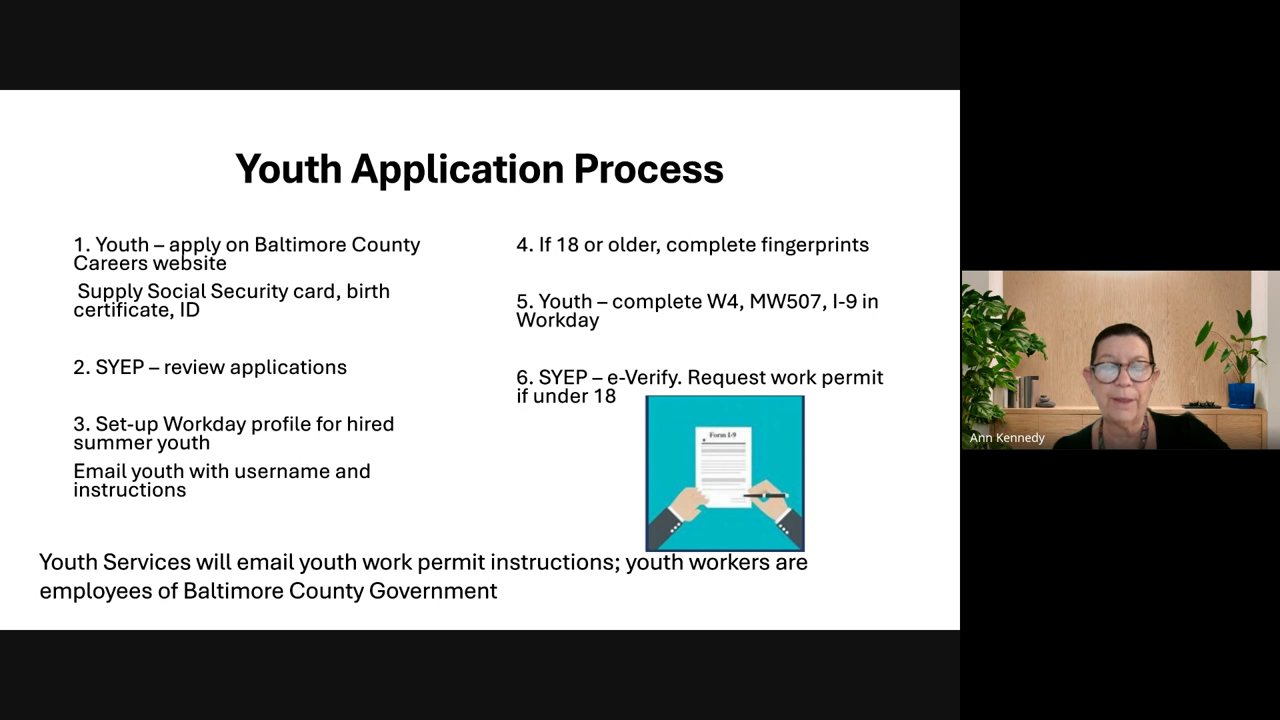 Youth Application Process
1. Youth – apply on Baltimore County
Careers website
Supply Social Security card, birth
certificate, ID
2. SYEP – review applications
3. Set-up Workday profile for hired
summer youth
Email youth with username and
instructions
4. If 18 or older, complete fingerprints
5. Youth – complete W4, MW507, I-9 in
Workday
6. SYEP – e-Verify. Request work permit
if under 18
Form I-9
Youth Services will email youth work permit instructions; youth workers are
employees of Baltimore County Government
Ann Kennedy